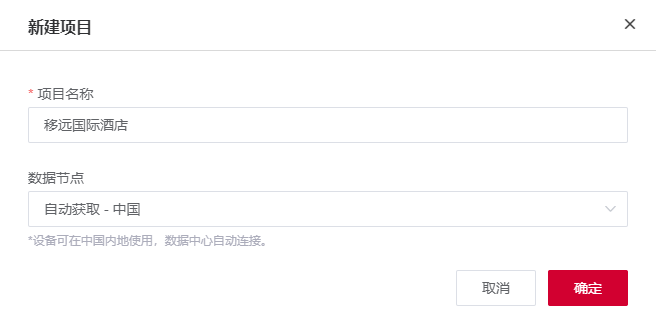 新建项目
* 项目名称
移远国际酒店
数据节点
自动获取 - 中国
*设备可在中国内地使用，数据中心自动连接。
取消
确定